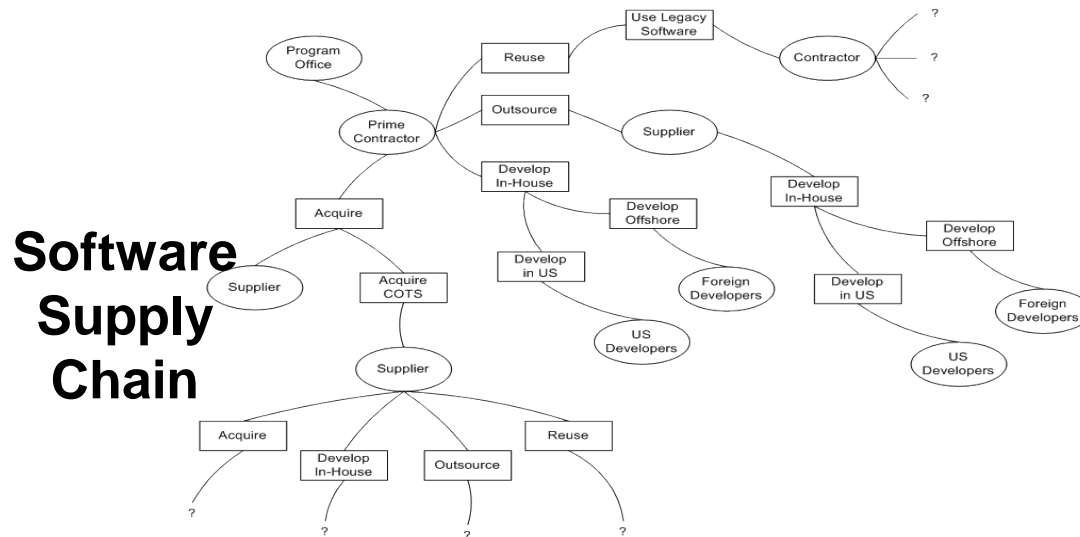 Use Legacy
Software
?
Program
Office
Reuse
Contractor
?
?
Outsource
Prime
Contractor
Supplier
Develop
In-House
Develop
In-House
Acquire
Develop
Offshore
Develop
Offshore
Software
Supply
Chain
Supplier
Acquire
COTS
Develop
in US
Foreign
Developers
Develop
in US
Foreign
Developers
US
Developers
US
Developers
Supplier
Acquire
Develop
In-House
Outsource
Reuse
?
?
?
?